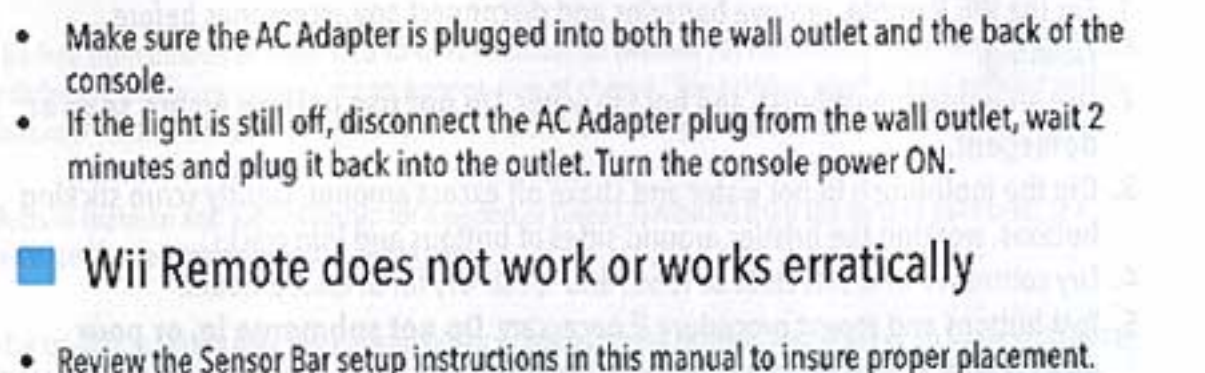 • Make sure the AC Adapter is plugged into both the wall outlet and the back of the
console.
• If the light is still off, disconnect the AC Adapter plug from the wall outlet, wait 2
minutes and plug it back into the outlet. Turn the console power ON.
Wii Remote does not work or works erratically
• Review the Sensor Bar setup instructions in this manual to insure proper placement.